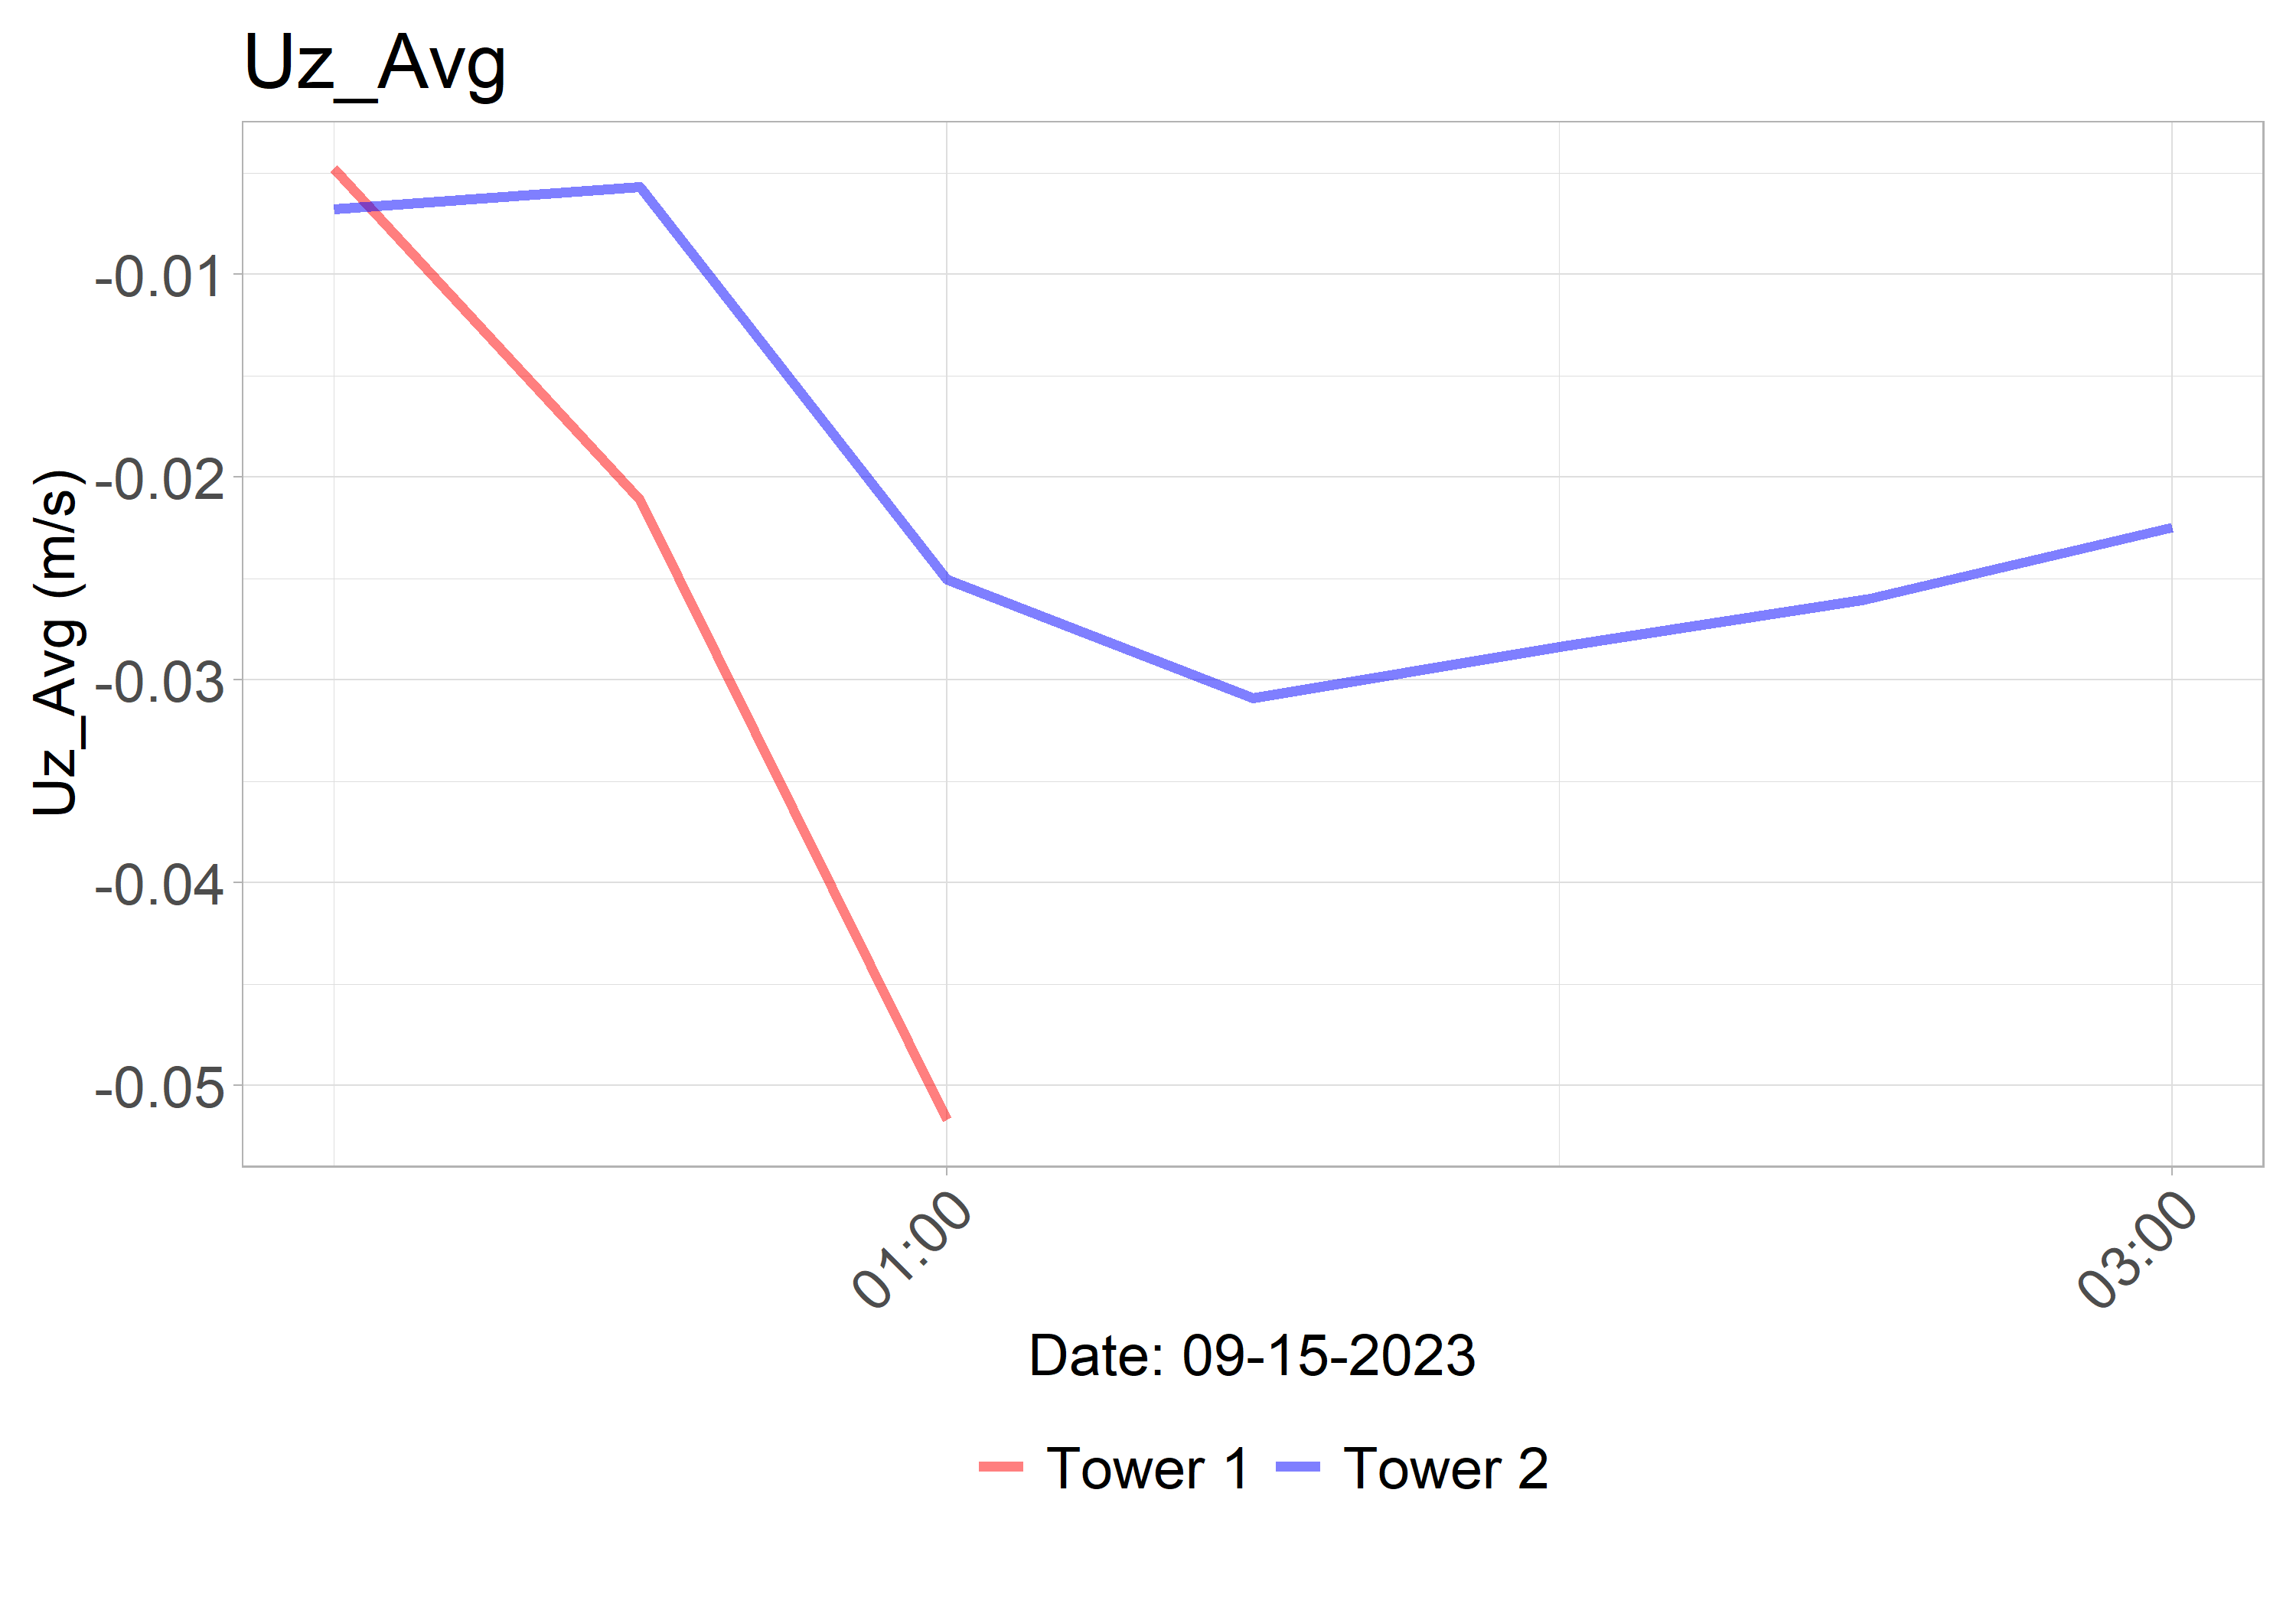 Uz_Avg
Uz_Avg (m/s)
-0.01
-0.02
-0.03
-0.04
-0.05
01:00
03:00
Date: 09-15-2023
Tower 1
Tower 2